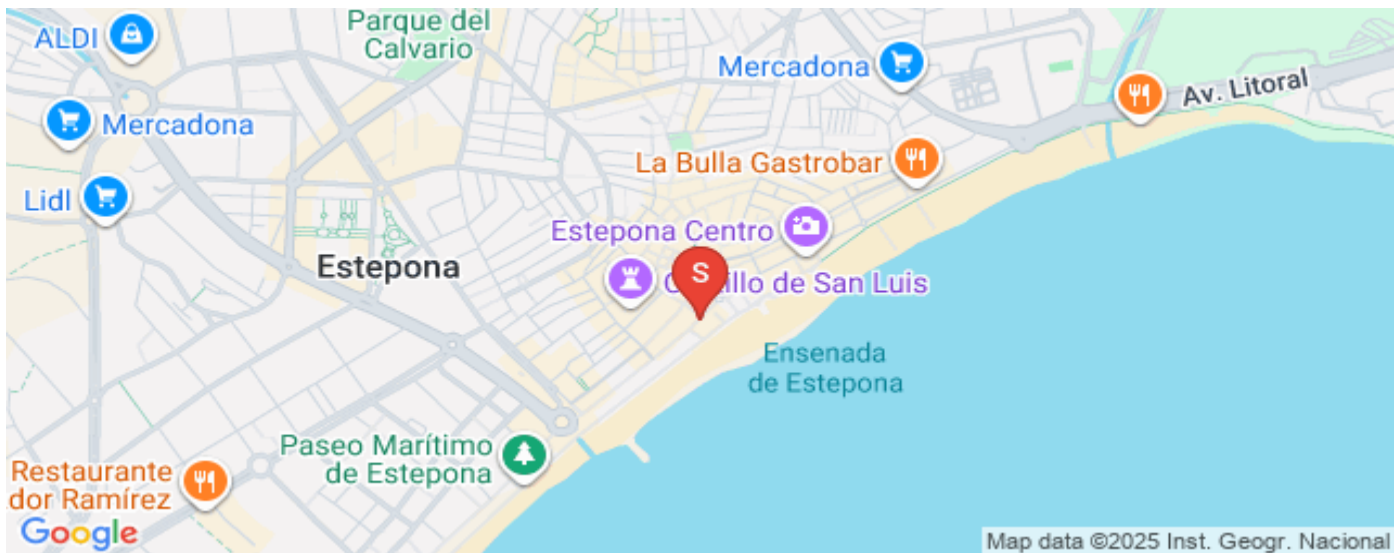 Parque del
Calvario
ALDI
Mercadona
Av. Litoral
Mercadona
La Bulla Gastrobar
Lidl
Estepona Centro
Estepona
S
illo de San Luis
Ensenada
de Estepona
Paseo Marítimo
de Estepona
Restaurante
dor Ramírez
Google
Map data ©2025 Inst. Geogr. Nacional